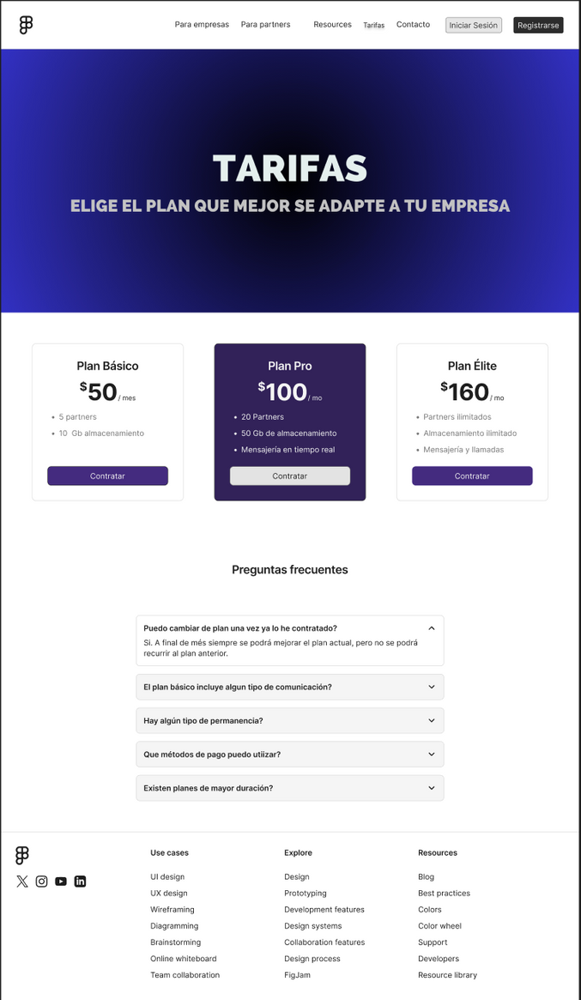 Para empresas Para partners Resources Tarifas Contacto Iniciar Sesión Registrarse
TARIFAS
ELIGE EL PLAN QUE MEJOR SE ADAPTE A TU EMPRESA
Plan Básico
$50 / mes
• 5 partners
• 10 Gb almacenamiento
Contratar
Plan Pro
$100 / mo
• 20 Partners
• 50 Gb de almacenamiento
• Mensajería en tiempo real
Contratar
Plan Élite
$160 / mo
• Partners ilimitados
• Almacenamiento ilimitado
• Mensajería y llamadas
Contratar
Preguntas frecuentes
Puedo cambiar de plan una vez ya lo he contratado?
Si. A final de més siempre se podrá mejorar el plan actual, pero no se podrá
recurrir al plan anterior.
El plan básico incluye algun tipo de comunicación?
Hay algún tipo de permanencia?
Que métodos de pago puedo utiizar?
Existen planes de mayor duración?
Use cases
UI design
UX design
Wireframing
Diagramming
Brainstorming
Online whiteboard
Team collaboration
Explore
Design
Prototyping
Development features
Design systems
Collaboration features
Design process
FigJam
Resources
Blog
Best practices
Colors
Color wheel
Support
Developers
Resource library